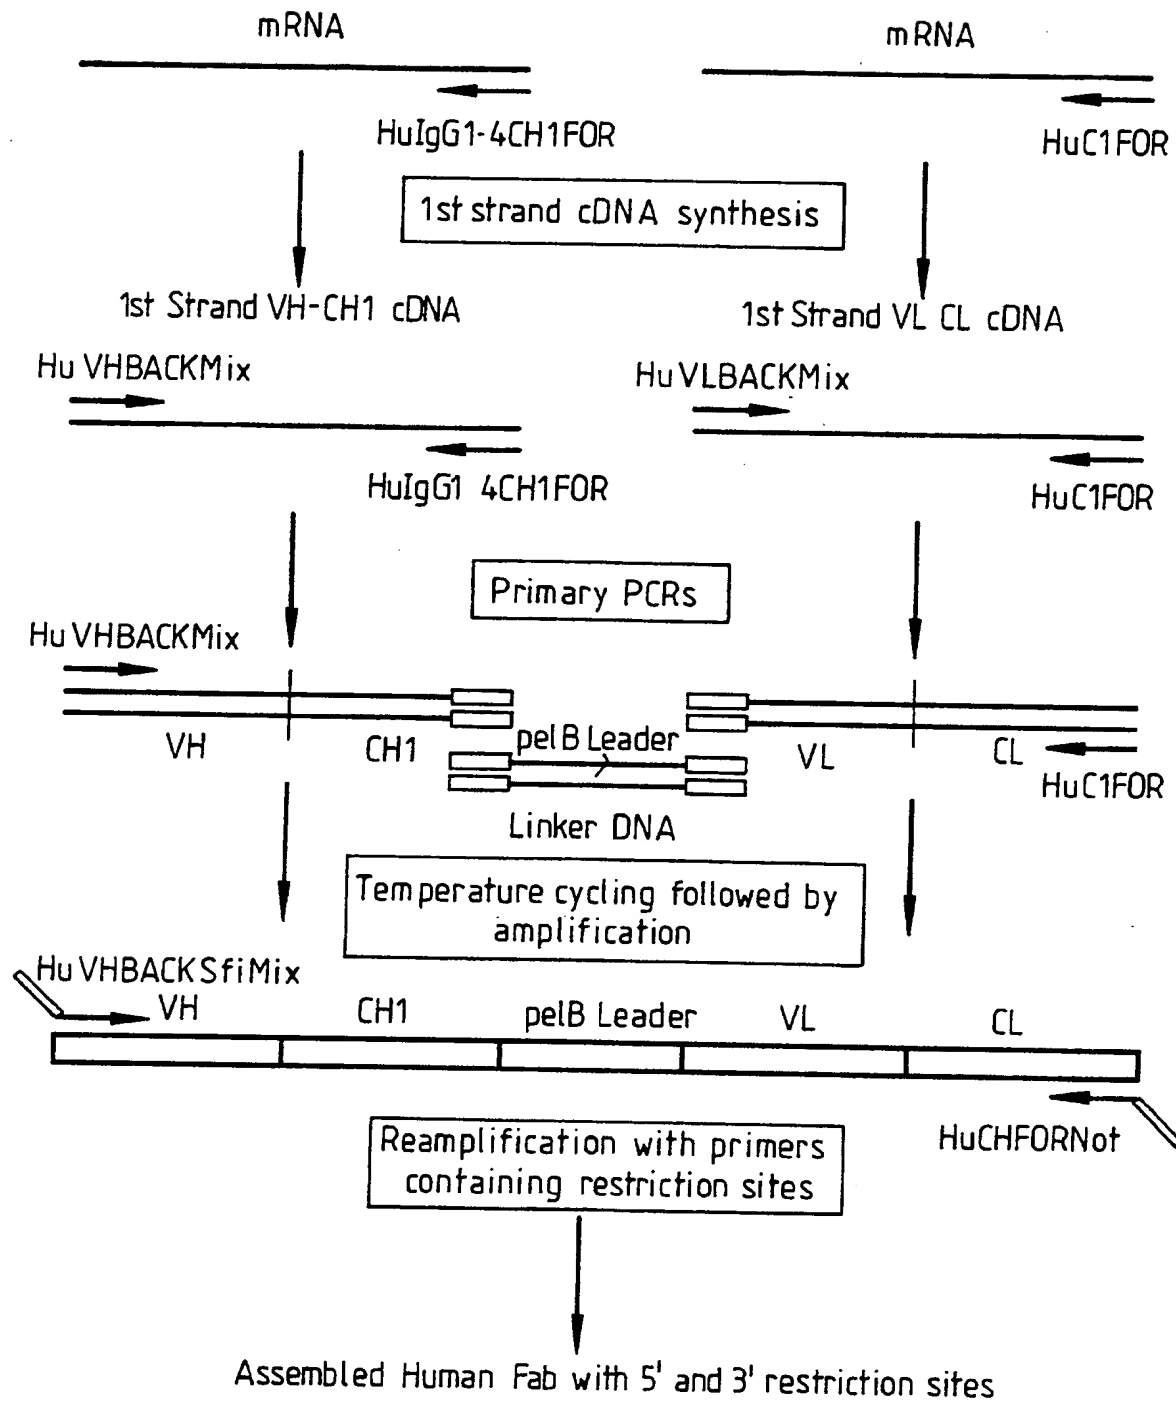 mRNA
mRNA
HuIgG1-4CH1FOR
HuC1FOR
1st strand cDNA synthesis
1st Strand VH-CH1 cDNA
1st Strand VL CL cDNA
Hu VHBACKMix
Hu VLBACKMix
HuIgG1 4CH1FOR
HuC1FOR
Primary PCRs
Hu VHBACKMix
VH
CH1
pelB Leader
VL
CL
HuC1FOR
Linker DNA
Temperature cycling followed by
amplification
Hu VHBACKSfiMix
VH
CH1
pelB Leader
VL
CL
HuCHFORNot
Reamplification with primers
containing restriction sites
Assembled Human Fab with 5' and 3' restriction sites